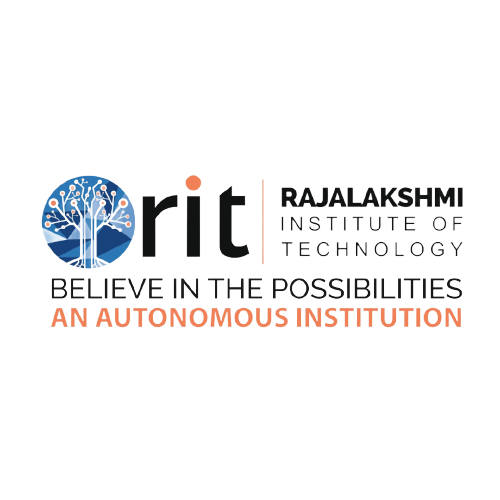 rit
RAJALAKSHMI
INSTITUTE OF
TECHNOLOGY
BELIEVE IN THE POSSIBILITIES
AN AUTONOMOUS INSTITUTION